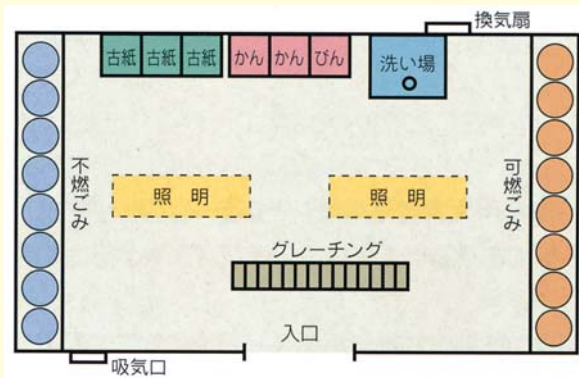 換気扇
古紙 古紙 古紙 かん かん びん 洗い場
不燃ごみ
可燃ごみ
照明 照明
グレーチング
入口
吸気口